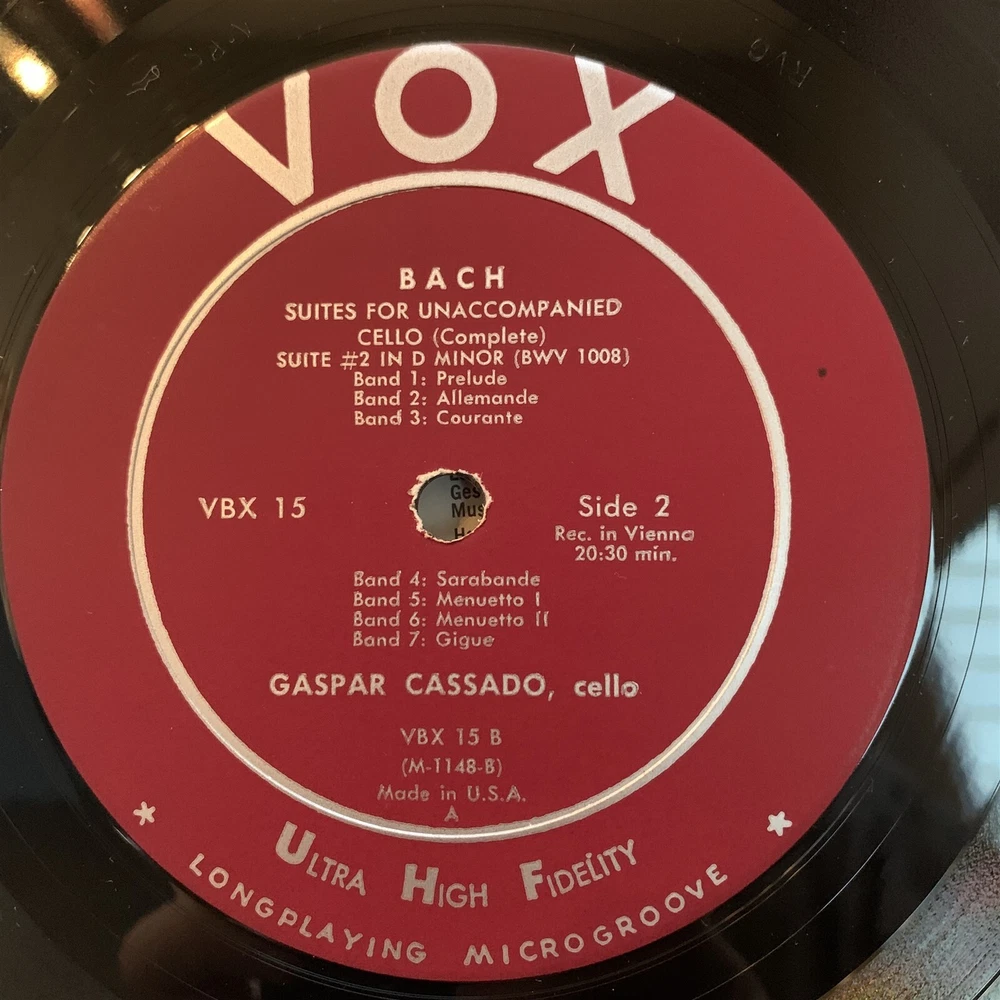 VOX
BACH
SUITES FOR UNACCOMPANIED
CELLO (Complete)
SUITE #2 IN D MINOR (BWV 1008)
Band 1: Prelude
Band 2: Allemande
Band 3: Courante
VBX 15
Ges
Mus
Side 2
Rec. in Vienna
20:30 min.
Band 4: Sarabande
Band 5: Menuetto I
Band 6: Menuetto II
Band 7: Gigue
GASPAR CASSADO, cello
VBX 15 B
(M-1148-B)
Made in U.S.A.
A
ULTRA HIGH FIDELITY
LONGPLAYING MICROGROOVE